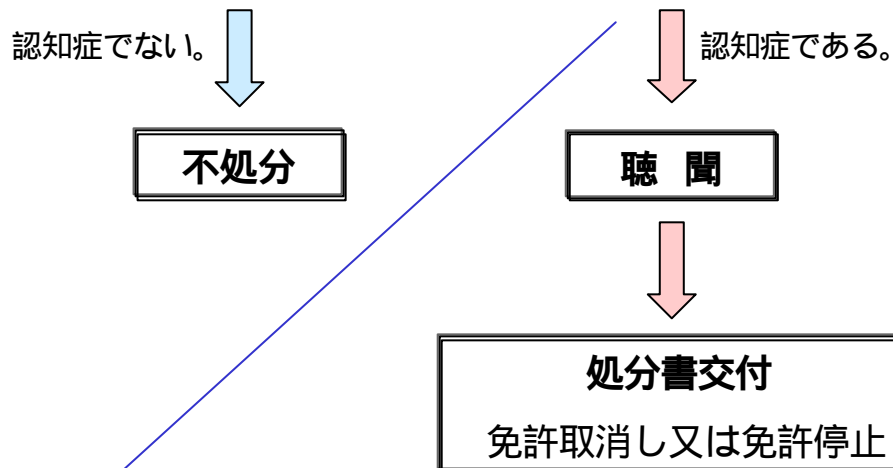 認知症でない。
認知症である。
不処分
聴 聞
処分書交付
免許取消し又は免許停止